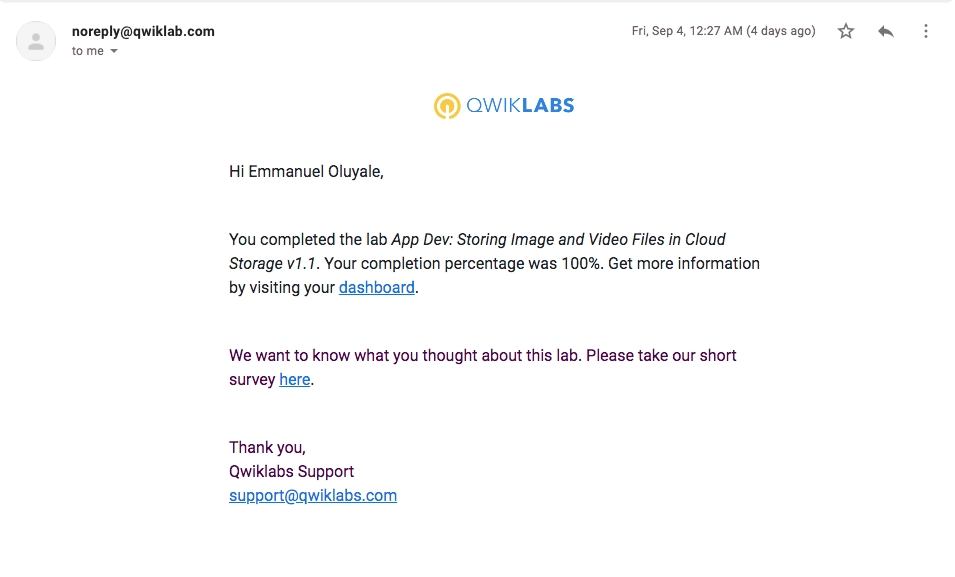 noreply@qwiklab.com
Fri, Sep 4, 12:27 AM (4 days ago)
to me
QWIKLABS
Hi Emmanuel Oluyale,
You completed the lab App Dev: Storing Image and Video Files in Cloud
Storage v1.1. Your completion percentage was 100%. Get more information
by visiting your dashboard.
We want to know what you thought about this lab. Please take our short
survey here.
Thank you,
Qwiklabs Support
support@qwiklabs.com